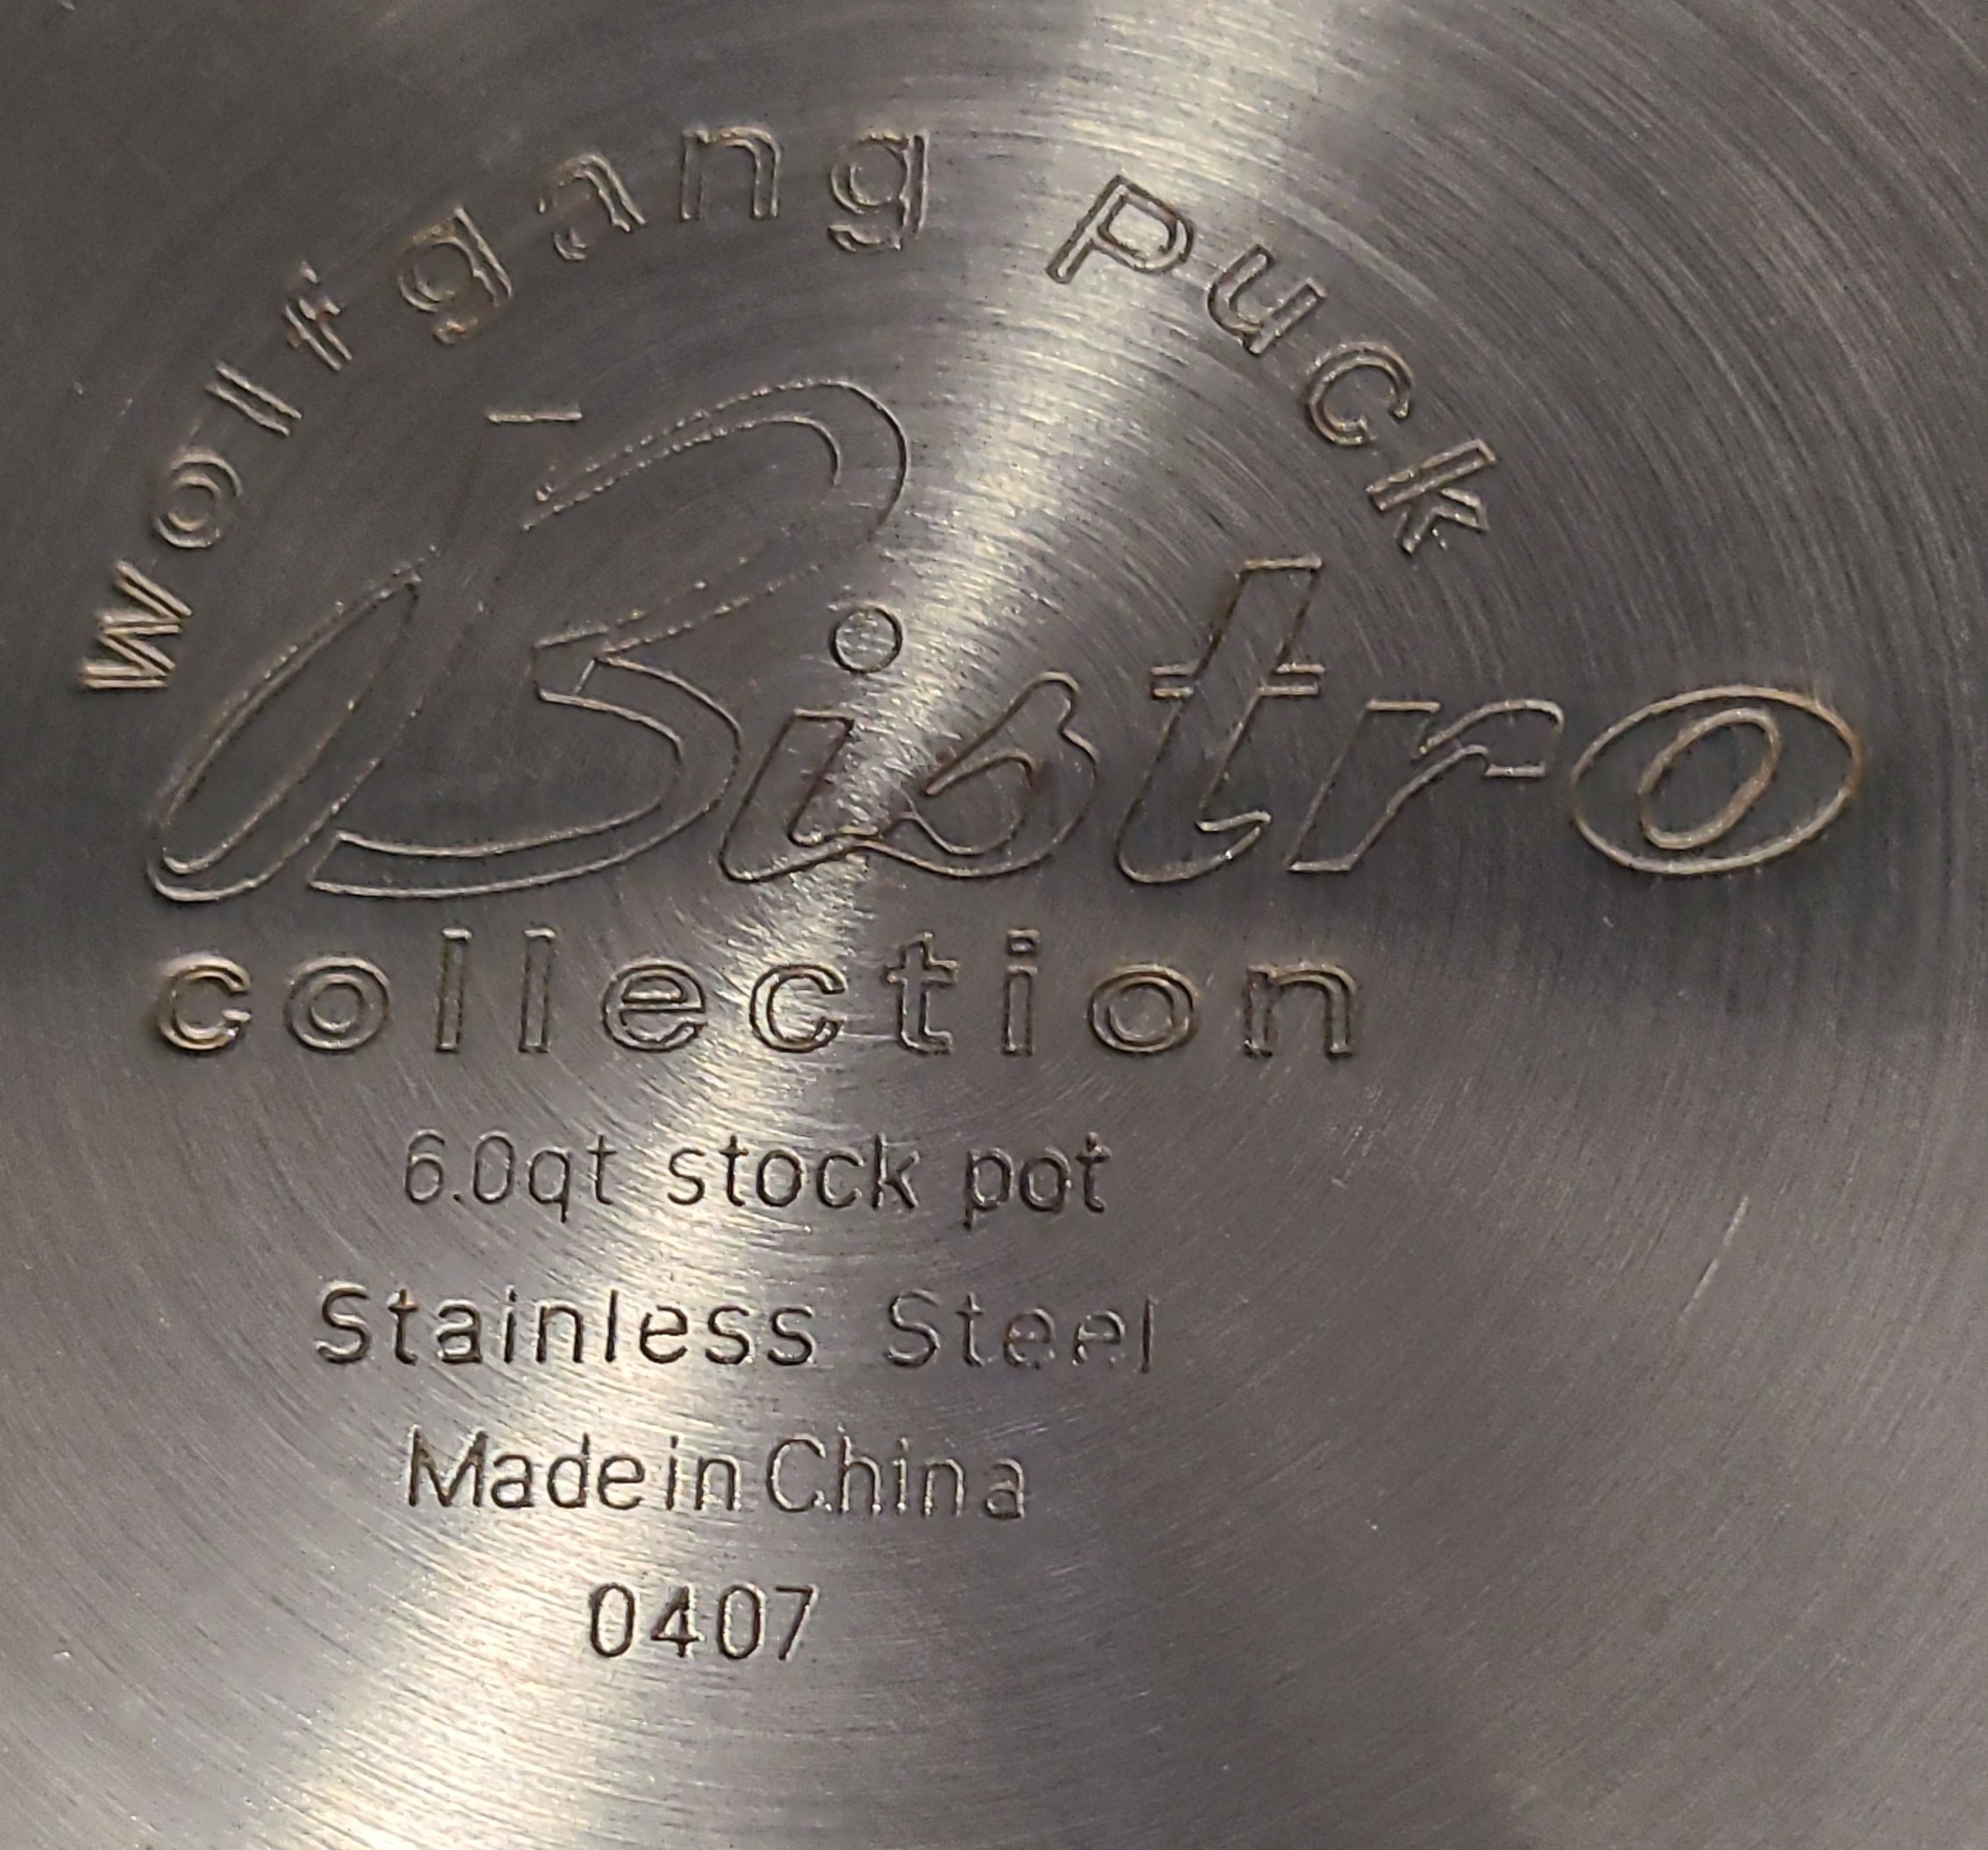 Wolfgang Puck
Bistro
collection
6.0qt stock pot
Stainless Steel
Made in China
0407